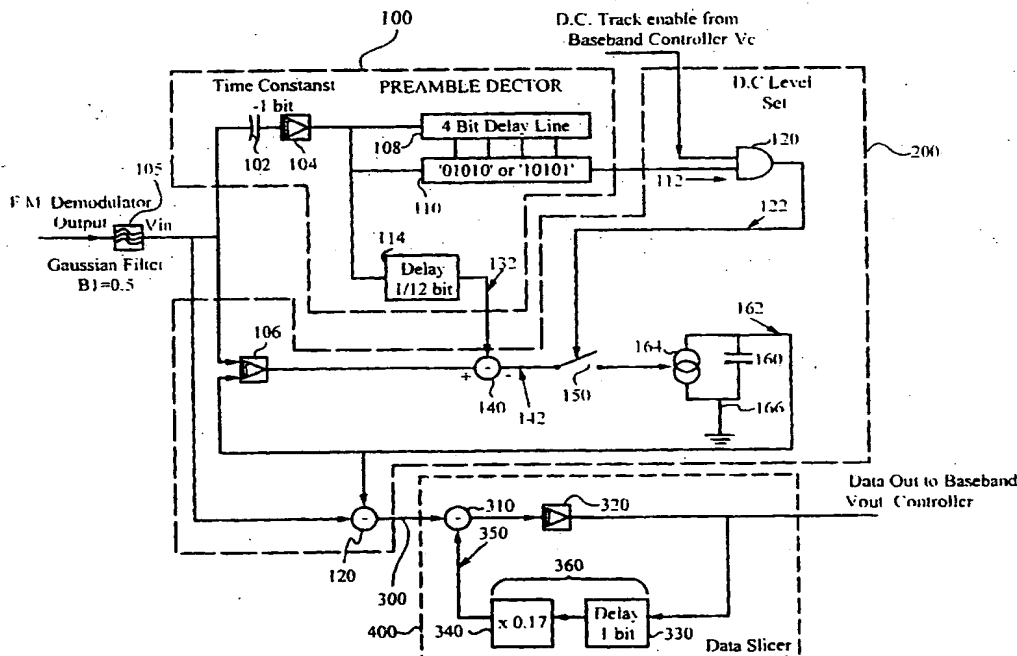 100
D.C. Track enable from
Baseband Controller Vc
Time Constanst
-1 bit
PREAMBLE DECTOR
D.C Level
Set
102
104
108
4 Bit Delay Line
120
200
'01010' or '10101'
110
112
105
F M Demodulator
Output
Vin
Gaussian Filter
B1=0.5
114
Delay
1/12 bit
132
122
106
162
164
160
+
-
-
140
142
150
166
Data Out to Baseband
Vout Controller
-
120
300
-
310
320
350
360
x 0.17
Delay
1 bit
400
340
330
Data Slicer